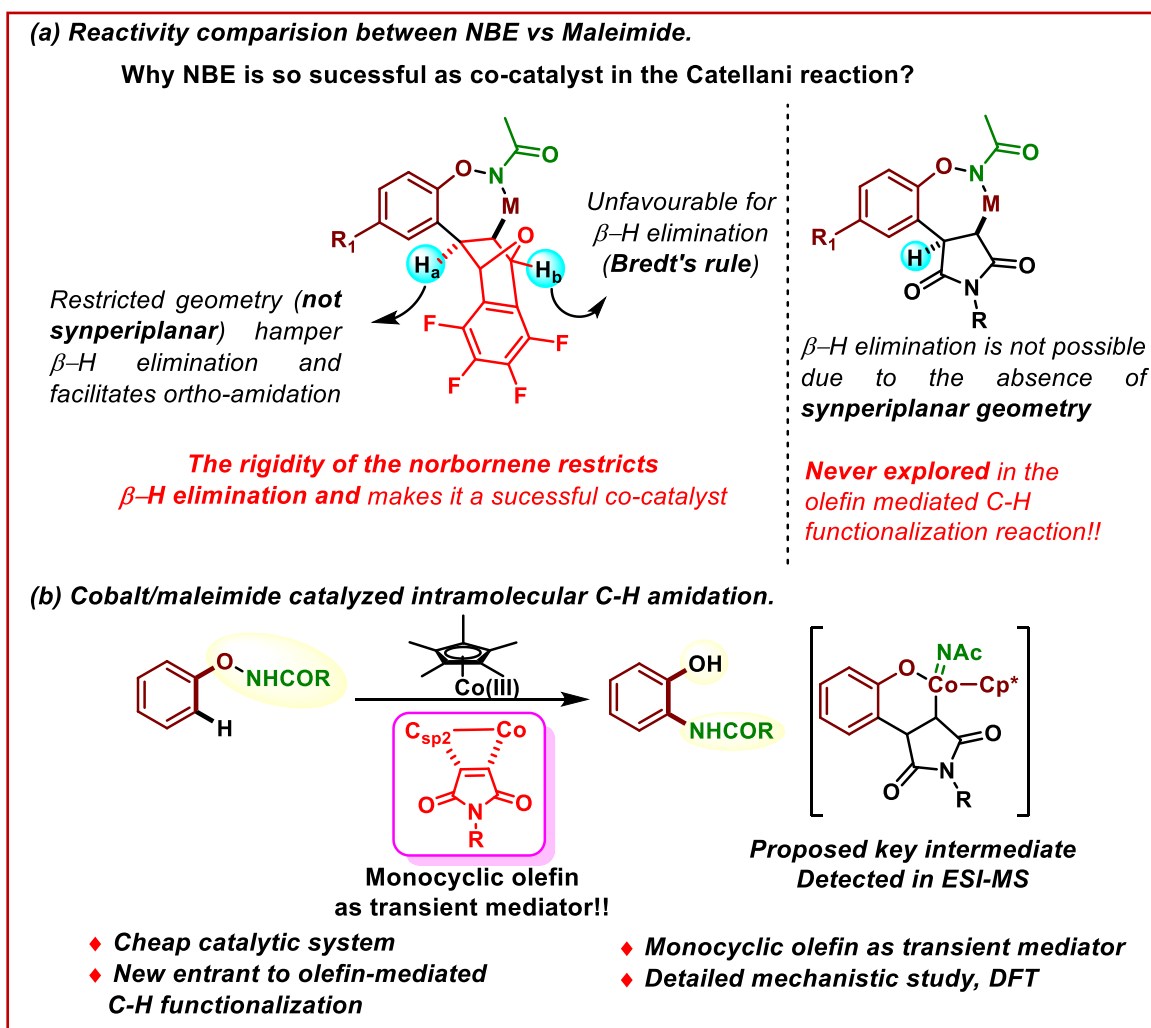 (a) Reactivity comparision between NBE vs Maleimide.
Why NBE is so sucessful as co-catalyst in the Catellani reaction?
O
N
O
M
R1
O
Ha
Hb
F
F
F
F
Unfavourable for
β–H elimination
(Bredt's rule)
Restricted geometry (not
synperiplanar) hamper
β–H elimination and
facilitates ortho-amidation
O
N
O
M
R1
H
O
O
N
R
β–H elimination is not possible
due to the absence of
synperiplanar geometry
The rigidity of the norbornene restricts
β–H elimination and makes it a sucessful co-catalyst
Never explored in the
olefin mediated C-H
functionalization reaction!!
(b) Cobalt/maleimide catalyzed intramolecular C-H amidation.
O
NHCOR
H
Co(III)
Csp2
Co
O
O
N
R
Monocyclic olefin
as transient mediator!!
OH
NHCOR
NAc
O
Co–Cp*
O
O
N
R
Proposed key intermediate
Detected in ESI-MS
♦ Cheap catalytic system
♦ New entrant to olefin-mediated
C-H functionalization
♦ Monocyclic olefin as transient mediator
♦ Detailed mechanistic study, DFT